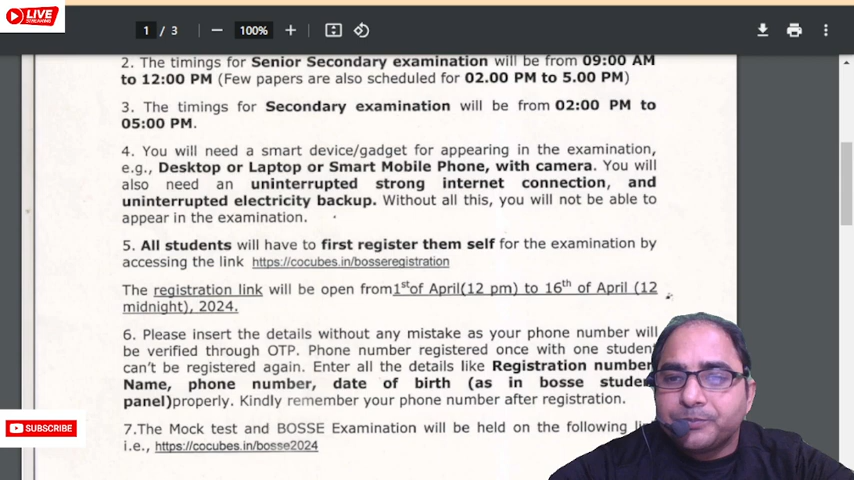 LIVE
STREAMING
1 / 3
100%
2. The timings for Senior Secondary examination will be from 09:00 AM
to 12:00 PM (Few papers are also scheduled for 02.00 PM to 5.00 PM)
3. The timings for Secondary examination will be from 02:00 PM to
05:00 PM.
4. You will need a smart device/gadget for appearing in the examination,
e.g., Desktop or Laptop or Smart Mobile Phone, with camera. You will
also need an uninterrupted strong internet connection, and
uninterrupted electricity backup. Without all this, you will not be able to
appear in the examination.
5. All students will have to first register them self for the examination by
accessing the link https://cocubes.in/bosseregistration
The registration link will be open from1st of April(12 pm) to 16th of April (12
midnight), 2024.
6. Please insert the details without any mistake as your phone number will
be verified through OTP. Phone number registered once with one studen
can't be registered again. Enter all the details like Registration number
Name, phone number, date of birth (as in bosse studen
panel)properly. Kindly remember your phone number after registration.
7.The Mock test and BOSSE Examination will be held on the following lin
i.e., https://cocubes.in/bosse2024
SUBSCRIBE